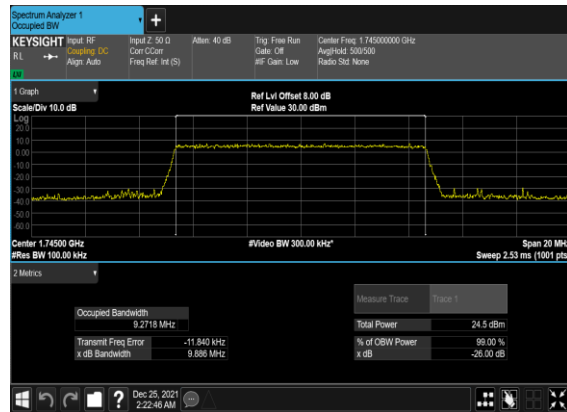 Spectrum Analyzer 1
Occupied BW
KEYSIGHT
RL
Input: RF
Coupling: DC
Align: Auto
Input Z: 50 Ω
Corr CCorr
Freq Ref: Int (S)
Atten: 40 dB
Trig: Free Run
Gate: Off
#IF Gain: Low
Center Freq: 1.745000000 GHz
Avg|Hold: 500/500
Radio Std: None
1 Graph
Scale/Div 10.0 dB
Ref Lvl Offset 8.00 dB
Ref Value 30.00 dBm
Log
20.0
10.0
0.00
-10.0
-20.0
-30.0
-40.0
-50.0
-60.0
Center 1.74500 GHz
#Res BW 100.00 kHz
#Video BW 300.00 kHz*
Span 20 MHz
Sweep 2.53 ms (1001 pts
2 Metrics
Measure Trace Trace 1
Occupied Bandwidth
9.2718 MHz
Total Power 24.5 dBm
Transmit Freq Error -11.840 kHz
% of OBW Power 99.00 %
x dB Bandwidth 9.886 MHz
x dB -26.00 dB
Dec 25, 2021
2:22:46 AM